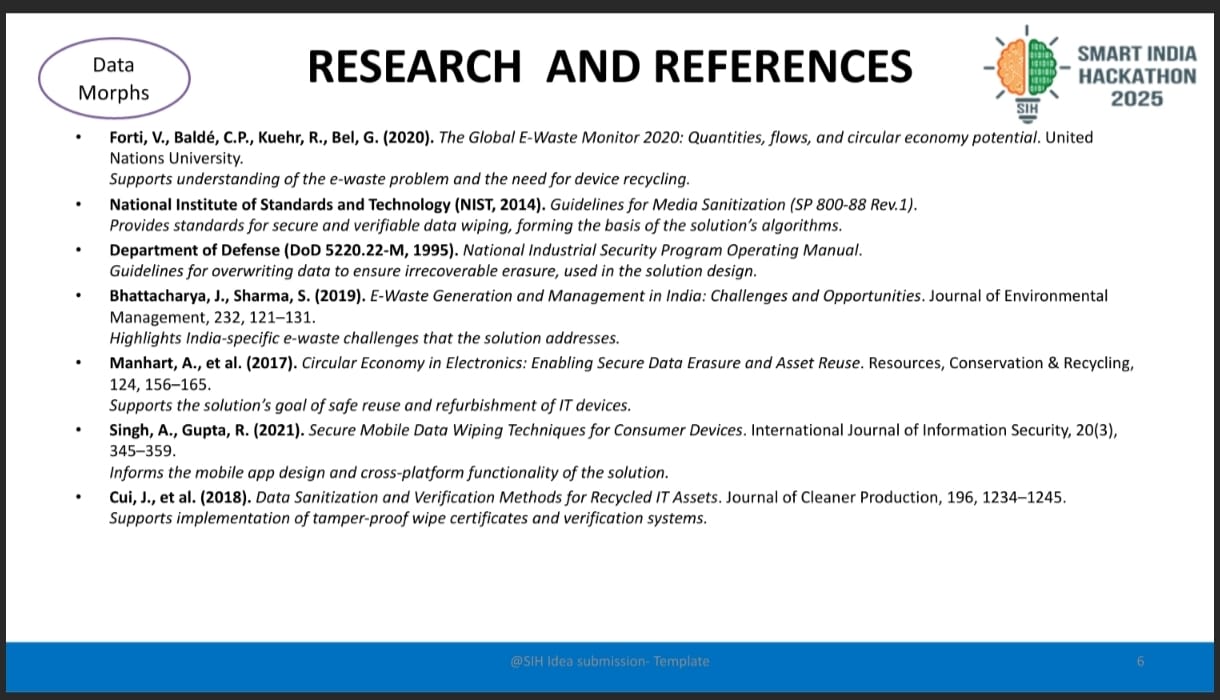 Data
Morphs
RESEARCH AND REFERENCES
SMART INDIA
HACKATHON
2025
SIH
• Forti, V., Baldé, C.P., Kuehr, R., Bel, G. (2020). The Global E-Waste Monitor 2020: Quantities, flows, and circular economy potential. United
Nations University.
Supports understanding of the e-waste problem and the need for device recycling.
• National Institute of Standards and Technology (NIST, 2014). Guidelines for Media Sanitization (SP 800-88 Rev.1).
Provides standards for secure and verifiable data wiping, forming the basis of the solution’s algorithms.
• Department of Defense (DoD 5220.22-M, 1995). National Industrial Security Program Operating Manual.
Guidelines for overwriting data to ensure irrecoverable erasure, used in the solution design.
• Bhattacharya, J., Sharma, S. (2019). E-Waste Generation and Management in India: Challenges and Opportunities. Journal of Environmental
Management, 232, 121–131.
Highlights India-specific e-waste challenges that the solution addresses.
• Manhart, A., et al. (2017). Circular Economy in Electronics: Enabling Secure Data Erasure and Asset Reuse. Resources, Conservation & Recycling,
124, 156–165.
Supports the solution’s goal of safe reuse and refurbishment of IT devices.
• Singh, A., Gupta, R. (2021). Secure Mobile Data Wiping Techniques for Consumer Devices. International Journal of Information Security, 20(3),
345–359.
Informs the mobile app design and cross-platform functionality of the solution.
• Cui, J., et al. (2018). Data Sanitization and Verification Methods for Recycled IT Assets. Journal of Cleaner Production, 196, 1234–1245.
Supports implementation of tamper-proof wipe certificates and verification systems.
@SIH Idea submission- Template
6